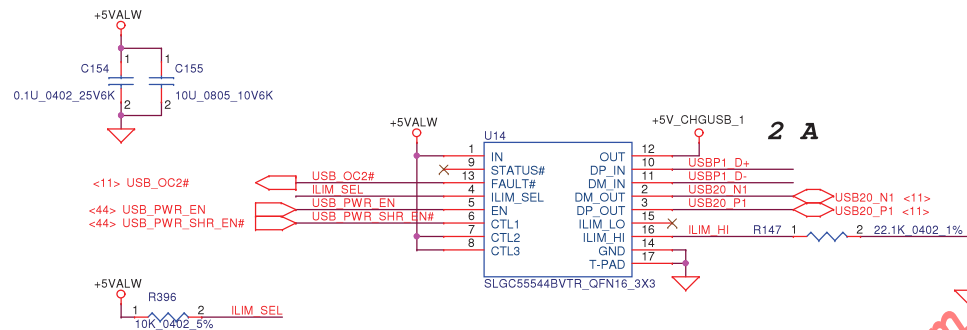 +5VALW
1 1
C154 C155
0.1U_0402_25V6K 10U_0805_10V6K
2 2
+5VALW
+5V_CHGUSB_1 2 A
U14
1 IN OUT 12
9 STATUS# DP_IN 10 USBP1_D+
<11> USB_OC2# USB_OC2# 13 FAULT# DM_IN 11 USBP1_D-
ILIM_SEL 4 ILIM_SEL DM_OUT 2 USB20_N1 USB20_N1 <11>
<44> USB_PWR_EN USB_PWR_EN 5 EN DP_OUT 3 USB20_P1 USB20_P1 <11>
<44> USB_PWR_SHR_EN# USB_PWR_SHR_EN# 6 CTL1 ILIM_LO 15
7 CTL2 ILIM_HI 16 ILIM_HI R147 1 2 22.1K_0402_1%
8 CTL3 GND 14
T-PAD 17
SLGC55544BVTR_QFN16_3X3
+5VALW
R396
1 2 ILIM_SEL
10K_0402_5%
m